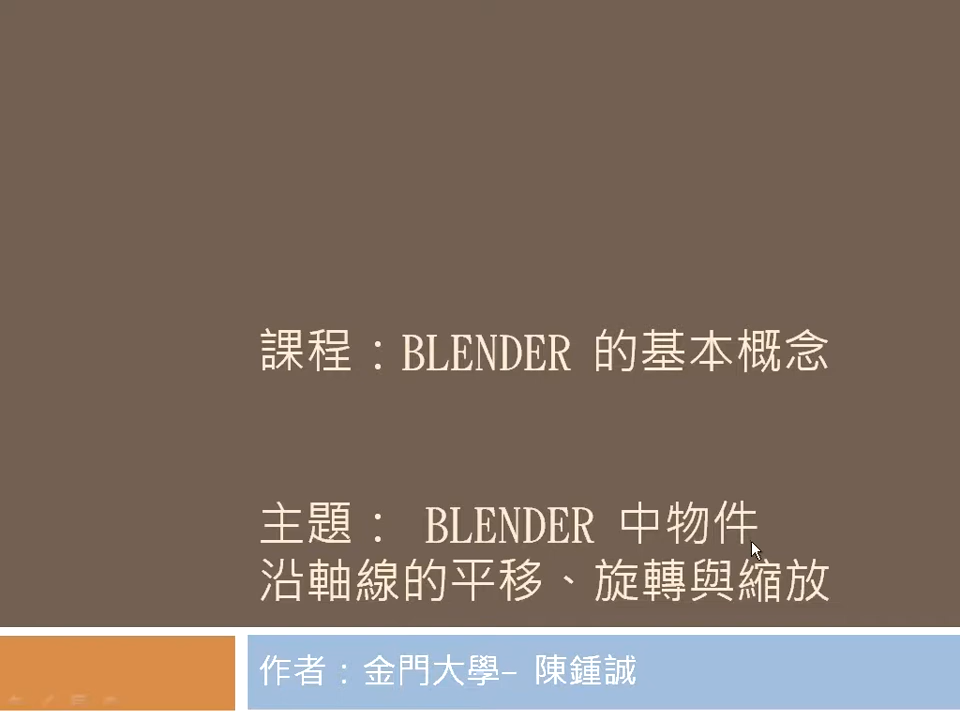 課程：BLENDER 的基本概念
主題： BLENDER 中物件
沿軸線的平移、旋轉與縮放
作者：金門大學– 陳鍾誠